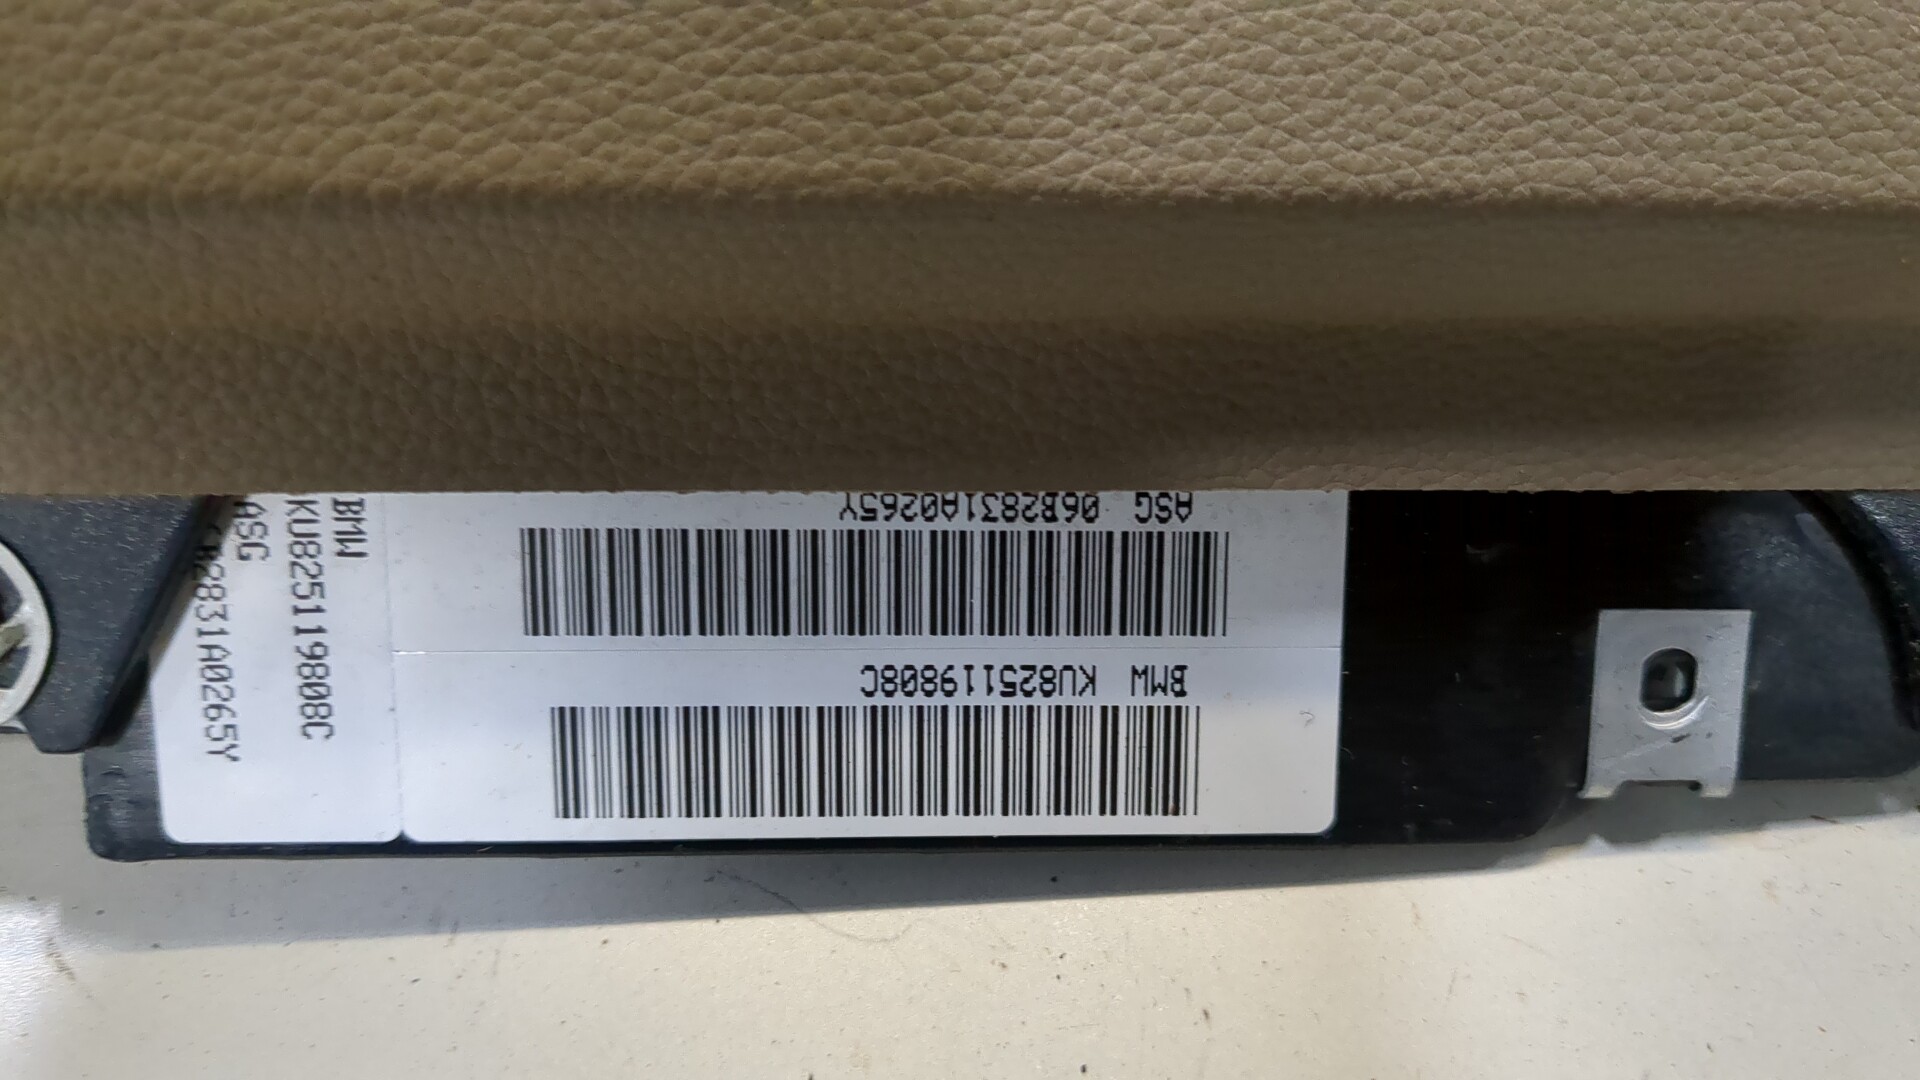 BMW KU825119808C
ASG 06B2831A0265Y
BMW
KU825119808C
ASG